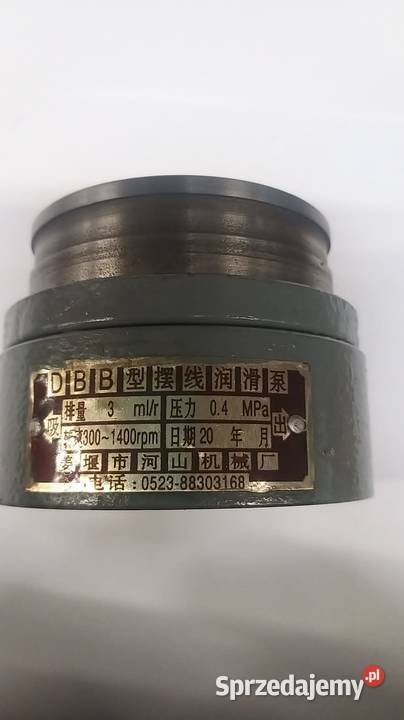 DBB型摆线润滑泵
吸
排量 3 ml/r 压力 0.4 MPa
出
300~1400rpm 日期 20 年 月
堰市河山机械厂
电话:0523-88303168
Sprzedajemy.pl